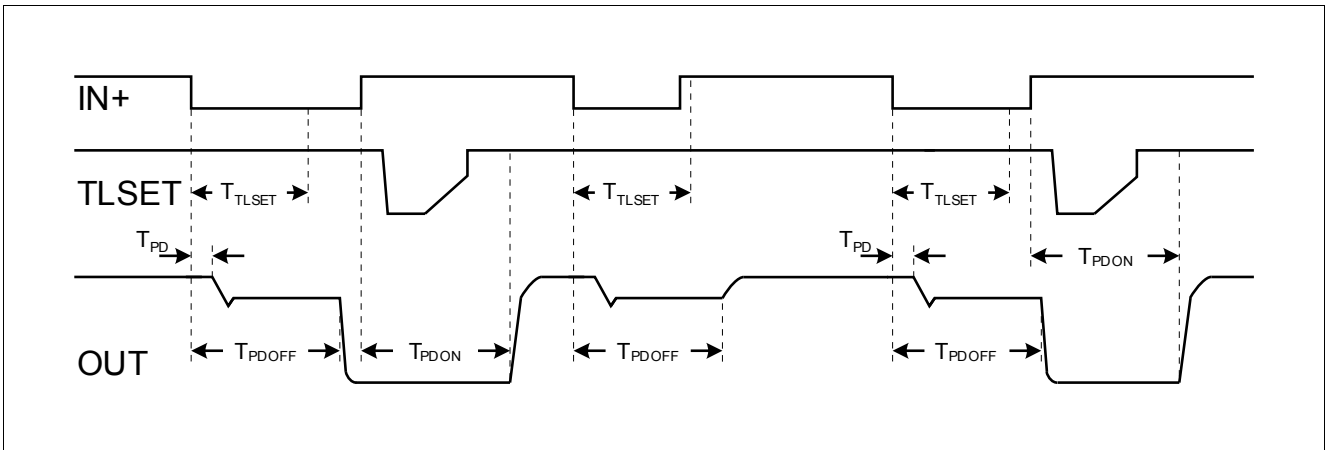 IN+
TLSET
T_TLSET
T_TLSET
T_TLSET
T_PD
T_PD
T_PDON
OUT
T_PDOFF
T_PDON
T_PDOFF
T_PDOFF